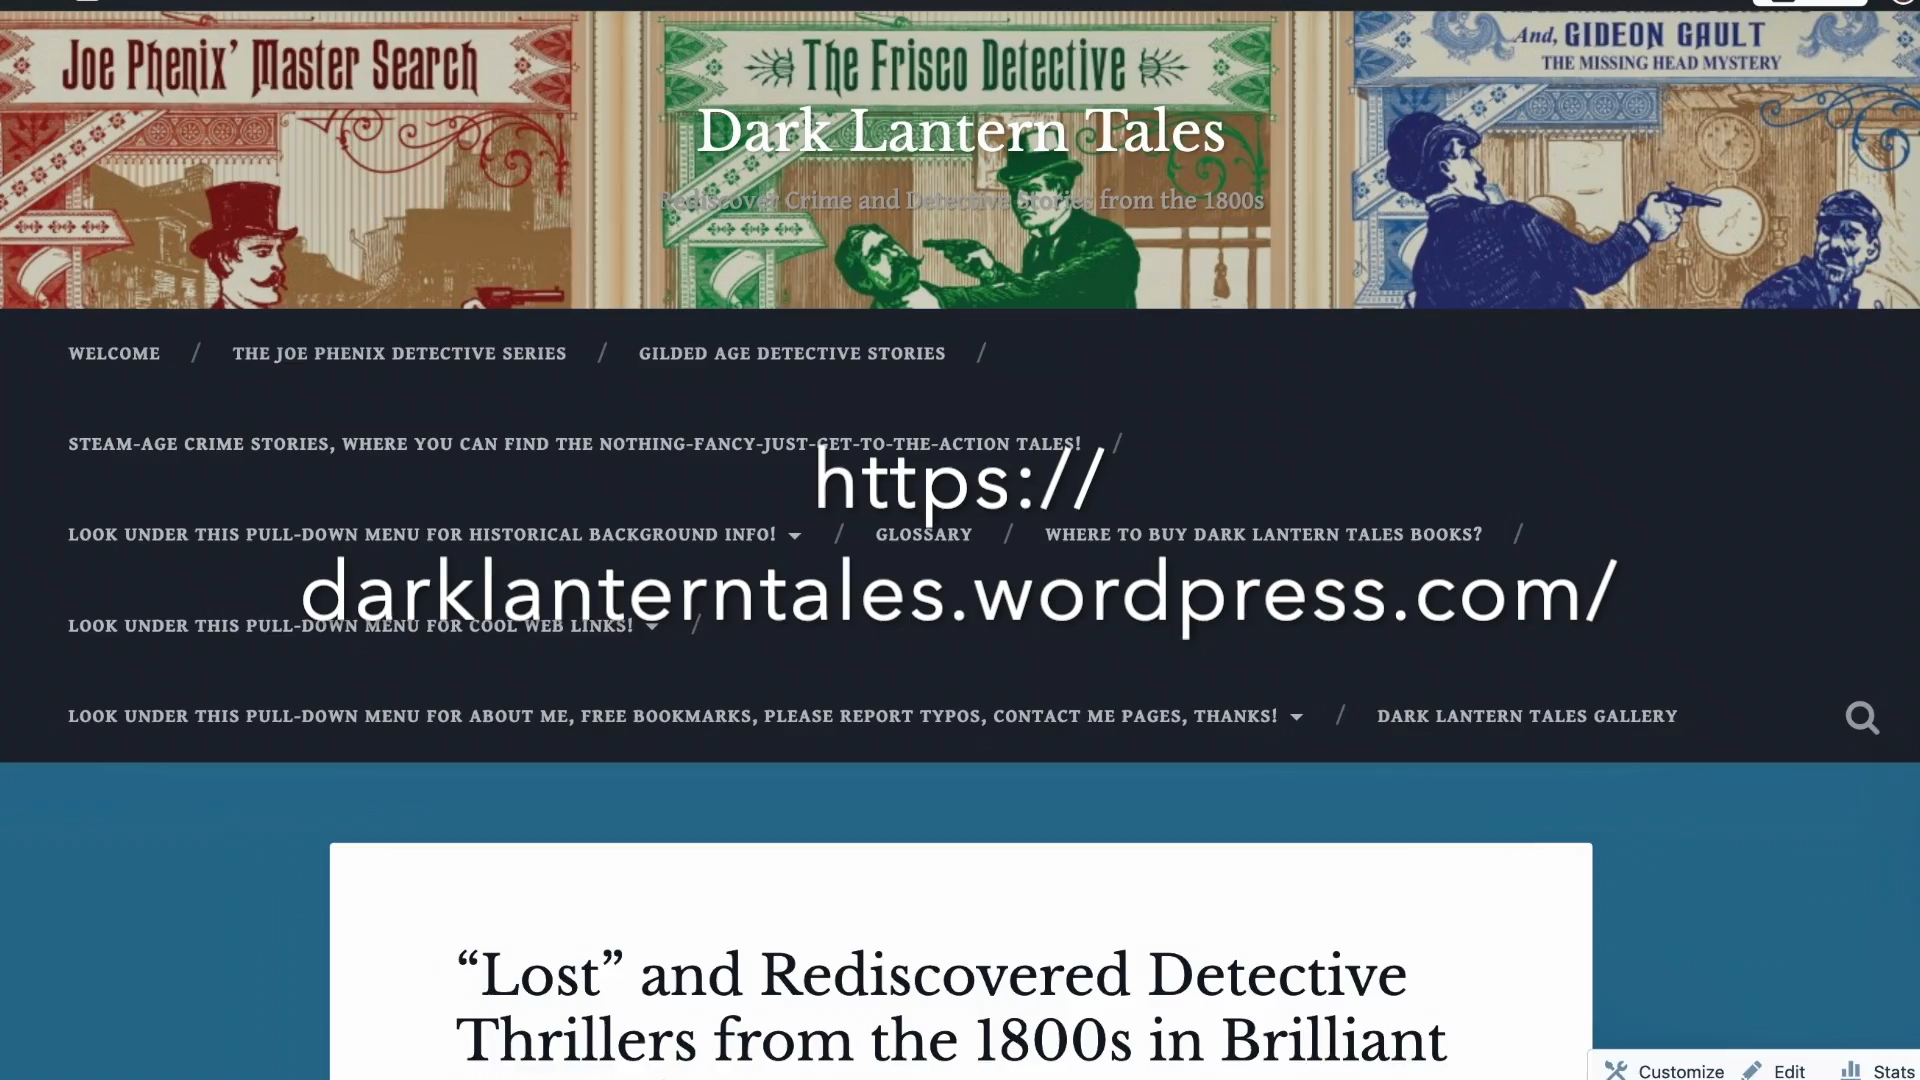 Joe Phenix' Master Search
The Frisco Detective
And, GIDEON GAULT
THE MISSING HEAD MYSTERY
Dark Lantern Tales
Rediscover Crime and Detective Stories from the 1800s
WELCOME / THE JOE PHENIX DETECTIVE SERIES / GILDED AGE DETECTIVE STORIES /
STEAM-AGE CRIME STORIES, WHERE YOU CAN FIND THE NOTHING-FANCY-JUST-GET-TO-THE-ACTION TALES! /
https://
LOOK UNDER THIS PULL-DOWN MENU FOR HISTORICAL BACKGROUND INFO! / GLOSSARY / WHERE TO BUY DARK LANTERN TALES BOOKS? /
darklanterntales.wordpress.com/
LOOK UNDER THIS PULL-DOWN MENU FOR COOL WEB LINKS! /
LOOK UNDER THIS PULL-DOWN MENU FOR ABOUT ME, FREE BOOKMARKS, PLEASE REPORT TYPOS, CONTACT ME PAGES, THANKS! / DARK LANTERN TALES GALLERY
“Lost” and Rediscovered Detective
Thrillers from the 1800s in Brilliant
Customize Edit Stats